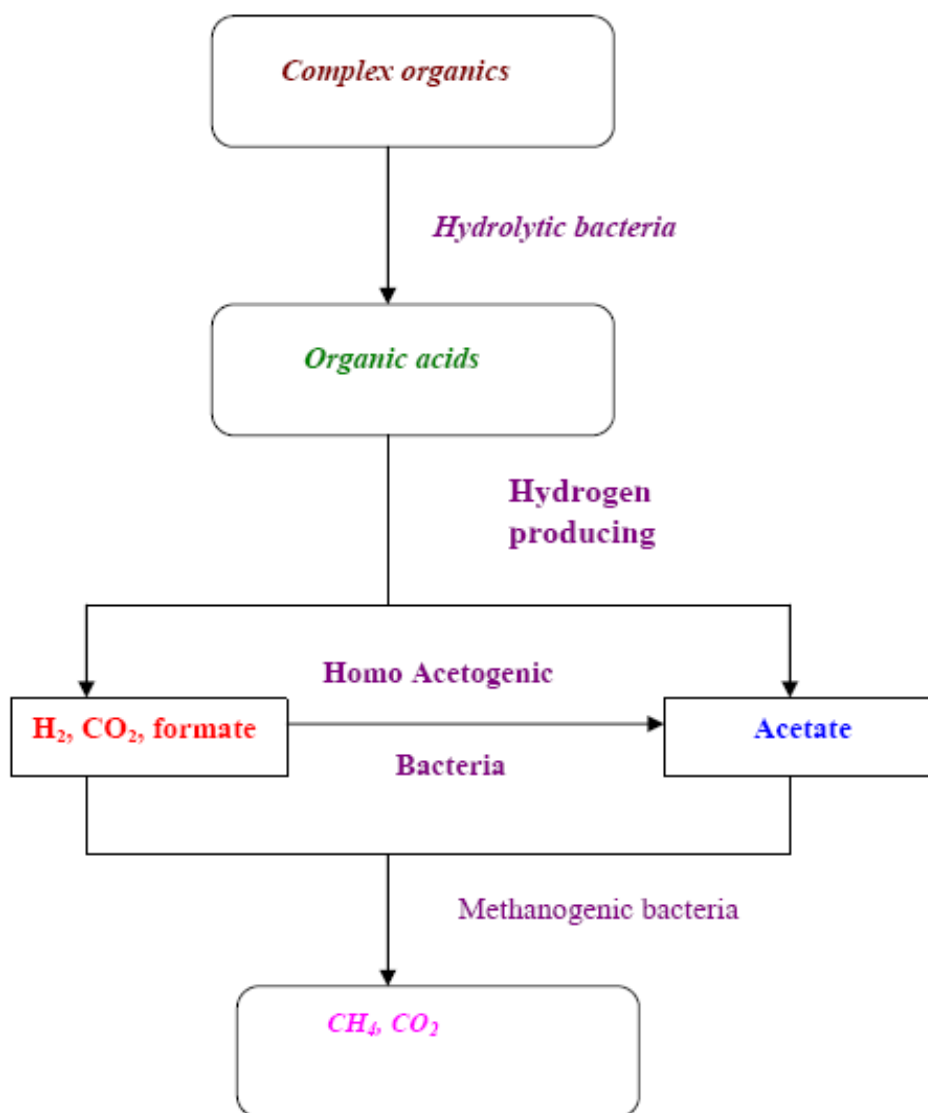 Complex organics
Hydrolytic bacteria
Organic acids
Hydrogen
producing
Homo Acetogenic
H₂, CO₂, formate
Acetate
Bacteria
Methanogenic bacteria
CH₄, CO₂